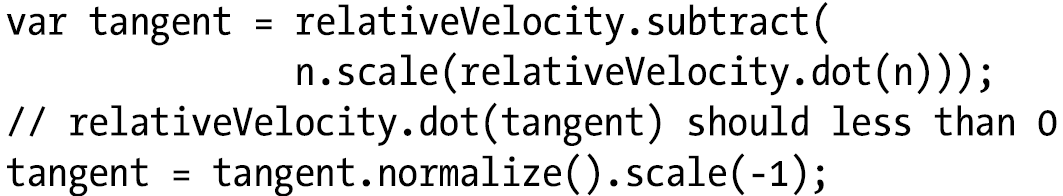 var tangent = relativeVelocity.subtract(
n.scale(relativeVelocity.dot(n)));
// relativeVelocity.dot(tangent) should less than 0
tangent = tangent.normalize().scale(-1);